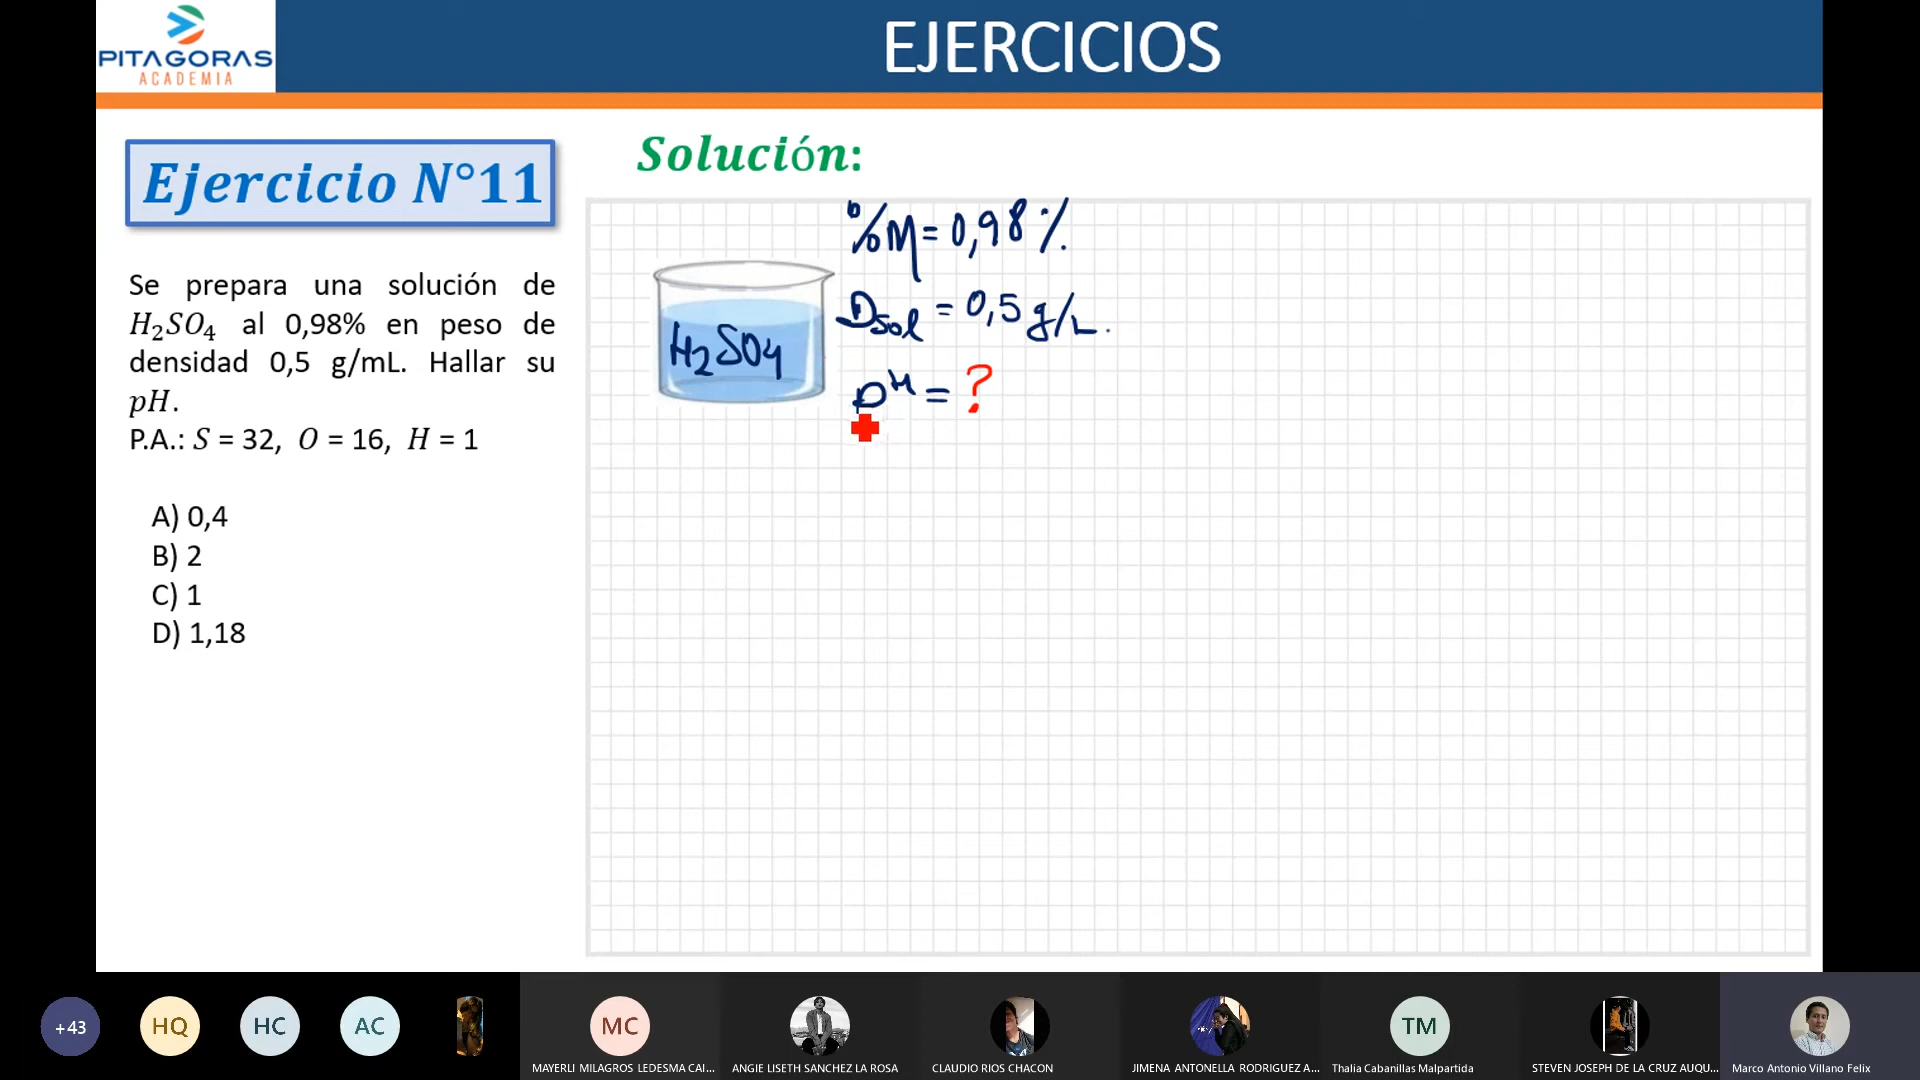 PITAGORAS
ACADEMIA
EJERCICIOS
Ejercicio N°11
Se prepara una solución de
H₂SO₄ al 0,98% en peso de
densidad 0,5 g/mL. Hallar su
pH.
P.A.: S = 32, O = 16, H = 1
A) 0,4
B) 2
C) 1
D) 1,18
Solución:
%M = 0,98 %
H₂SO₄
Dsol = 0,5 g/L.
pH = ?
+43
HQ
HC
AC
MC
MAYERLI MILAGROS LEDESMA CAI...
ANGIE LISETH SANCHEZ LA ROSA
CLAUDIO RIOS CHACON
JIMENA ANTONELLA RODRIGUEZ A...
TM
Thalia Cabanillas Malpartida
STEVEN JOSEPH DE LA CRUZ AUQU...
Marco Antonio Villano Felix